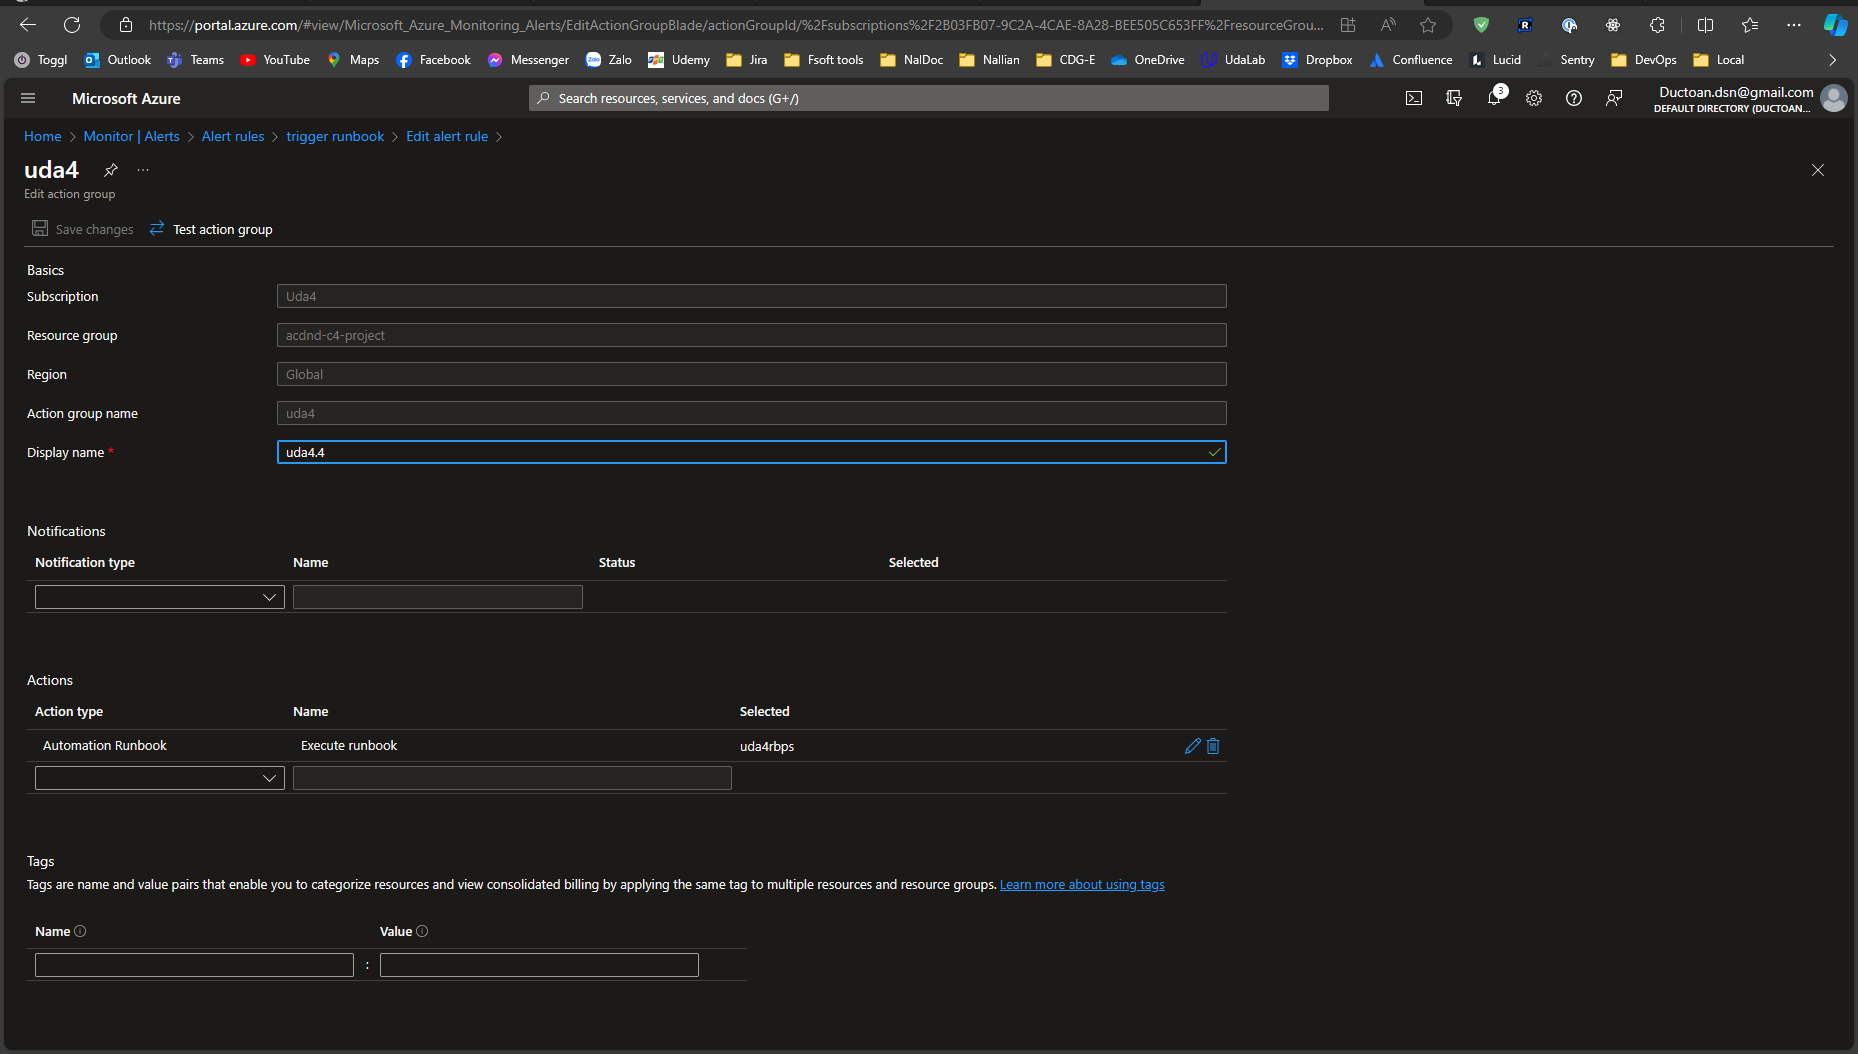 https://portal.azure.com/#view/Microsoft_Azure_Monitoring_Alerts/EditActionGroupBlade/actionGroupId/%2Fsubscriptions%2F2B03FB07-9C2A-4CAE-8A28-BEE505C653FF%2FresourceGrou...
Toggl Outlook Teams YouTube Maps Facebook Messenger Zalo Udemy Jira Fsoft tools NalDoc Nallian CDG-E OneDrive UdaLab Dropbox Confluence Lucid Sentry DevOps Local
Microsoft Azure
Search resources, services, and docs (G+/)
3
Ductoan.dsn@gmail.com
DEFAULT DIRECTORY (DUCTOAN...
Home > Monitor | Alerts > Alert rules > trigger runbook > Edit alert rule >
uda4 ...
Edit action group
Save changes Test action group
Basics
Subscription Uda4
Resource group acdnd-c4-project
Region Global
Action group name uda4
Display name * uda4.4
Notifications
Notification type Name Status Selected
Actions
Action type Name Selected
Automation Runbook Execute runbook uda4rbps
Tags
Tags are name and value pairs that enable you to categorize resources and view consolidated billing by applying the same tag to multiple resources and resource groups. Learn more about using tags
Name Value
: